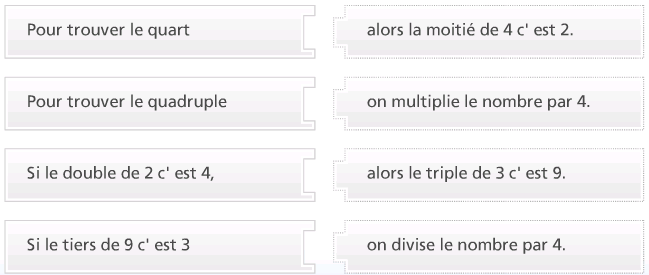 Pour trouver le quart
alors la moitié de 4 c' est 2.
Pour trouver le quadruple
on multiplie le nombre par 4.
Si le double de 2 c' est 4,
alors le triple de 3 c' est 9.
Si le tiers de 9 c' est 3
on divise le nombre par 4.